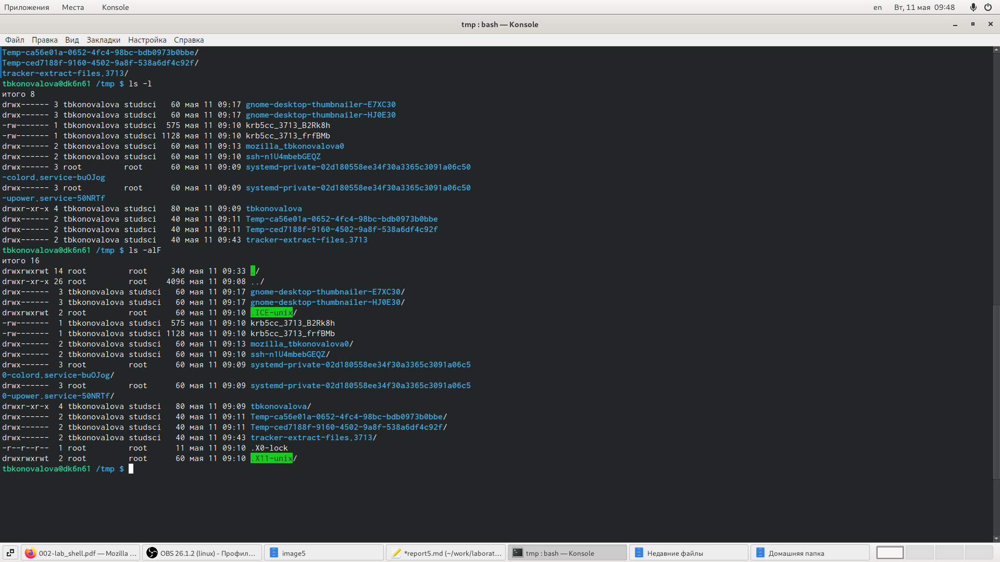 Приложения Места Konsole en Вт, 11 мая 09:48
tmp : bash — Konsole
Файл Правка Вид Закладки Настройка Справка
Temp-ca56e01a-0652-4fc4-98bc-bdb0973b0bbe/
Temp-ced7188f-9160-4502-9a8f-538a6df4c92f/
tracker-extract-files.3713/
tbkonovalova@dk6n61 /tmp $ ls -l
итого 8
drwx------ 3 tbkonovalova studsci   60 мая 11 09:17 gnome-desktop-thumbnailer-E7XC30
drwx------ 3 tbkonovalova studsci   60 мая 11 09:17 gnome-desktop-thumbnailer-HJ0E30
-rw------- 1 tbkonovalova studsci  575 мая 11 09:10 krb5cc_3713_B2Rk8h
-rw------- 1 tbkonovalova studsci 1128 мая 11 09:10 krb5cc_3713_frfBMb
drwx------ 2 tbkonovalova studsci   60 мая 11 09:13 mozilla_tbkonovalova0
drwx------ 2 tbkonovalova studsci   60 мая 11 09:10 ssh-n1U4mbebGEQZ
drwx------ 3 root         root      60 мая 11 09:09 systemd-private-02d180558ee34f30a3365c3091a06c50
-colord.service-buOJog
drwx------ 3 root         root      60 мая 11 09:09 systemd-private-02d180558ee34f30a3365c3091a06c50
-upower.service-50NRTf
drwxr-xr-x 4 tbkonovalova studsci   80 мая 11 09:09 tbkonovalova
drwx------ 2 tbkonovalova studsci   40 мая 11 09:11 Temp-ca56e01a-0652-4fc4-98bc-bdb0973b0bbe
drwx------ 2 tbkonovalova studsci   40 мая 11 09:11 Temp-ced7188f-9160-4502-9a8f-538a6df4c92f
drwx------ 2 tbkonovalova studsci   40 мая 11 09:43 tracker-extract-files.3713
tbkonovalova@dk6n61 /tmp $ ls -alF
итого 16
drwxrwxrwt 14 root         root     340 мая 11 09:33 ./
drwxr-xr-x 26 root         root    4096 мая 11 09:08 ../
drwx------  3 tbkonovalova studsci   60 мая 11 09:17 gnome-desktop-thumbnailer-E7XC30/
drwx------  3 tbkonovalova studsci   60 мая 11 09:17 gnome-desktop-thumbnailer-HJ0E30/
drwxrwxrwt  2 root         root      60 мая 11 09:10 .ICE-unix/
-rw-------  1 tbkonovalova studsci  575 мая 11 09:10 krb5cc_3713_B2Rk8h
-rw-------  1 tbkonovalova studsci 1128 мая 11 09:10 krb5cc_3713_frfBMb
drwx------  2 tbkonovalova studsci   60 мая 11 09:13 mozilla_tbkonovalova0/
drwx------  2 tbkonovalova studsci   60 мая 11 09:10 ssh-n1U4mbebGEQZ/
drwx------  3 root         root      60 мая 11 09:09 systemd-private-02d180558ee34f30a3365c3091a06c5
0-colord.service-buOJog/
drwx------  3 root         root      60 мая 11 09:09 systemd-private-02d180558ee34f30a3365c3091a06c5
0-upower.service-50NRTf/
drwxr-xr-x  4 tbkonovalova studsci   80 мая 11 09:09 tbkonovalova/
drwx------  2 tbkonovalova studsci   40 мая 11 09:11 Temp-ca56e01a-0652-4fc4-98bc-bdb0973b0bbe/
drwx------  2 tbkonovalova studsci   40 мая 11 09:11 Temp-ced7188f-9160-4502-9a8f-538a6df4c92f/
drwx------  2 tbkonovalova studsci   40 мая 11 09:43 tracker-extract-files.3713/
-r--r--r--  1 root         root      11 мая 11 09:10 .X0-lock
drwxrwxrwt  2 root         root      60 мая 11 09:10 .X11-unix/
tbkonovalova@dk6n61 /tmp $
002-lab_shell.pdf — Mozilla ... OBS 26.1.2 (linux) - Профил... image5 *report5.md (~/work/laborat... tmp : bash — Konsole Недавние файлы Домашняя папка